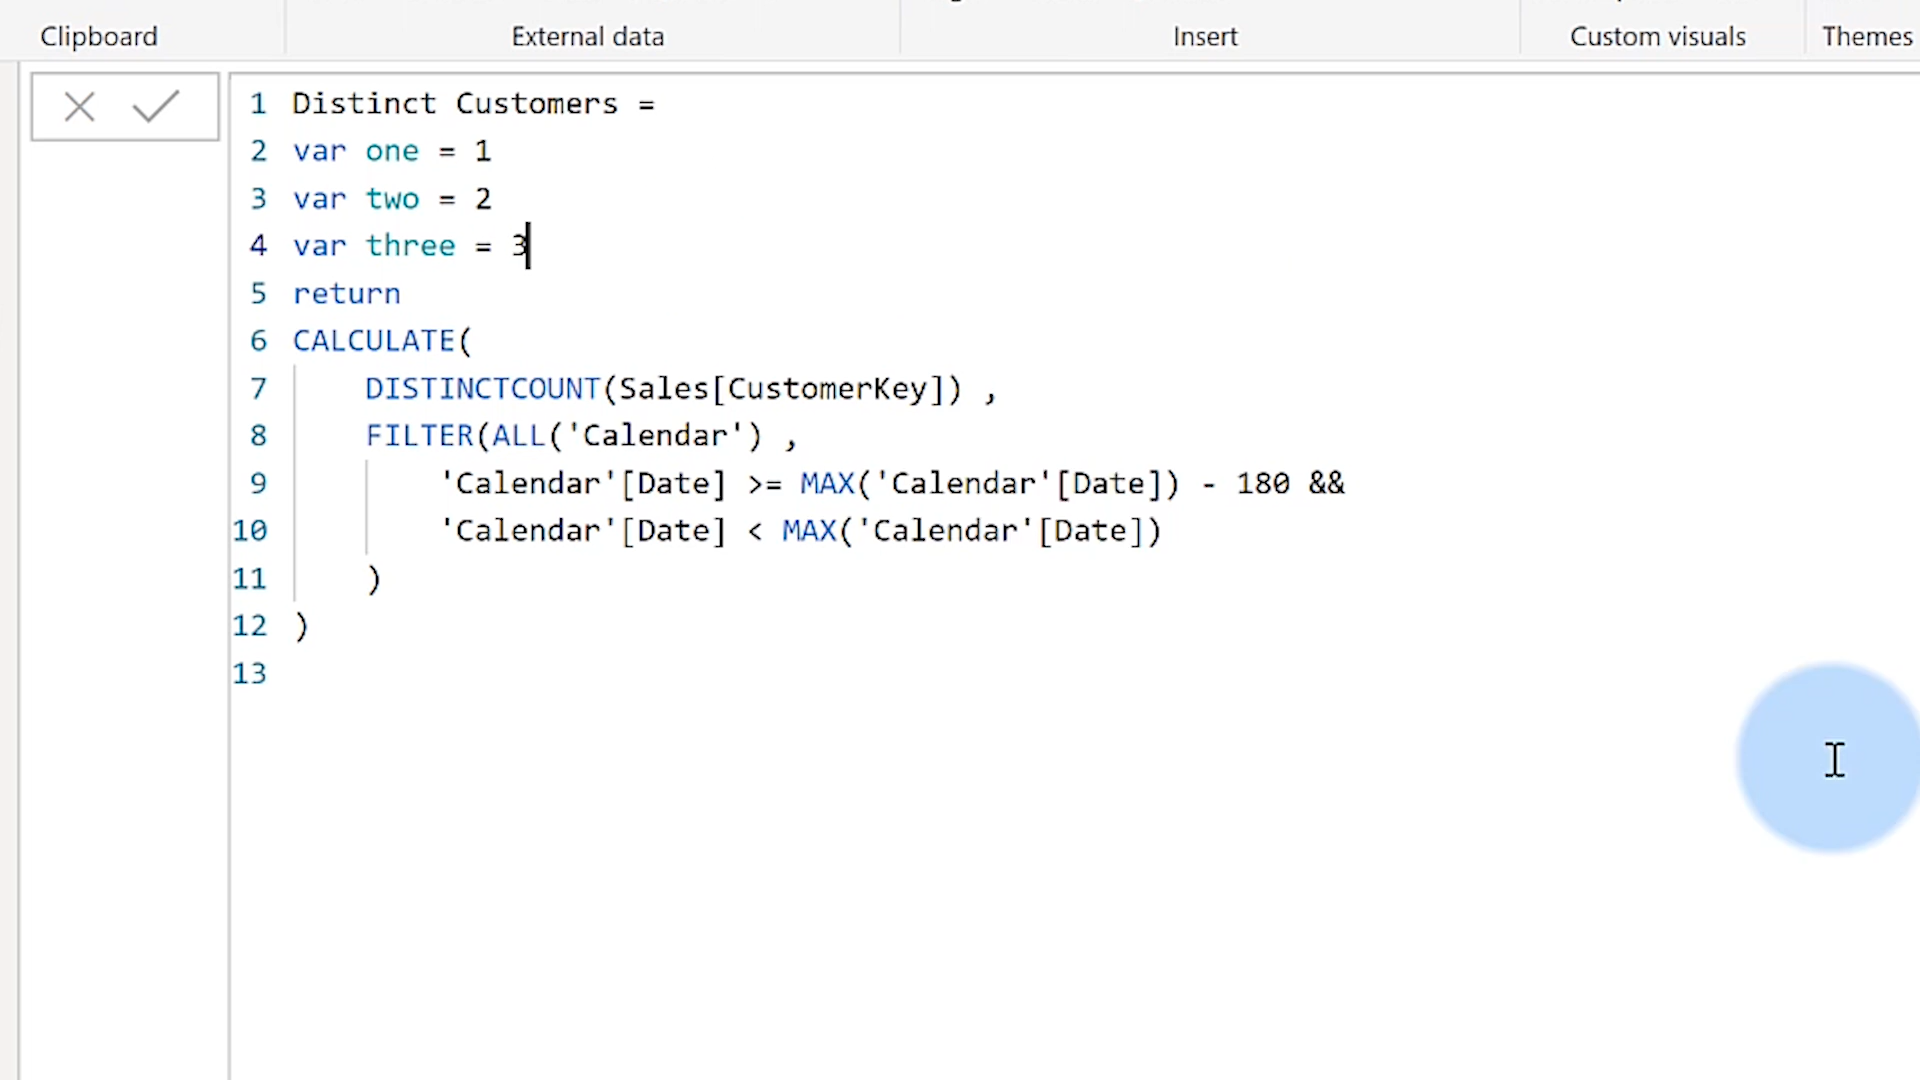 Clipboard
External data
Insert
Custom visuals
Themes
1 Distinct Customers =
2 var one = 1
3 var two = 2
4 var three = 3
5 return
6 CALCULATE(
7 DISTINCTCOUNT(Sales[CustomerKey]) ,
8 FILTER(ALL('Calendar') ,
9 'Calendar'[Date] >= MAX('Calendar'[Date]) - 180 &&
10 'Calendar'[Date] < MAX('Calendar'[Date])
11 )
12 )
13